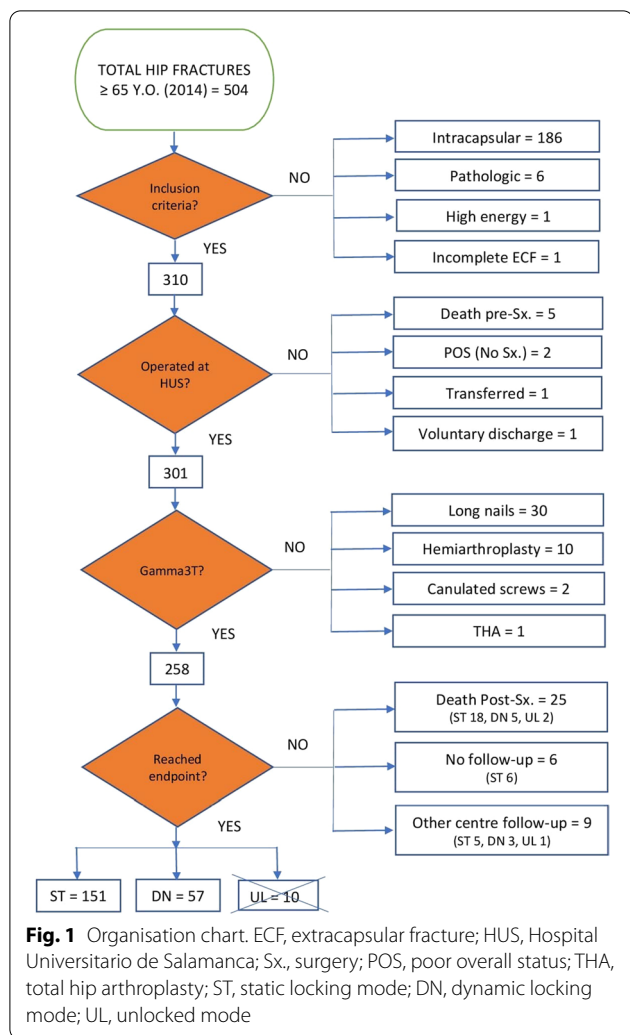 TOTAL HIP FRACTURES
≥ 65 Y.O. (2014) = 504
Inclusion
criteria?
NO
Intracapsular = 186
Pathologic = 6
High energy = 1
Incomplete ECF = 1
YES
310
Operated at
HUS?
NO
Death pre-Sx. = 5
POS (No Sx.) = 2
Transferred = 1
Voluntary discharge = 1
YES
301
Gamma3T?
NO
Long nails = 30
Hemiarthroplasty = 10
Canulated screws = 2
THA = 1
YES
258
Reached
endpoint?
NO
Death Post-Sx. = 25
(ST 18, DN 5, UL 2)
No follow-up = 6
(ST 6)
Other centre follow-up = 9
(ST 5, DN 3, UL 1)
YES
ST = 151
DN = 57
UL = 10
Fig. 1 Organisation chart. ECF, extracapsular fracture; HUS, Hospital
Universitario de Salamanca; Sx., surgery; POS, poor overall status; THA,
total hip arthroplasty; ST, static locking mode; DN, dynamic locking
mode; UL, unlocked mode